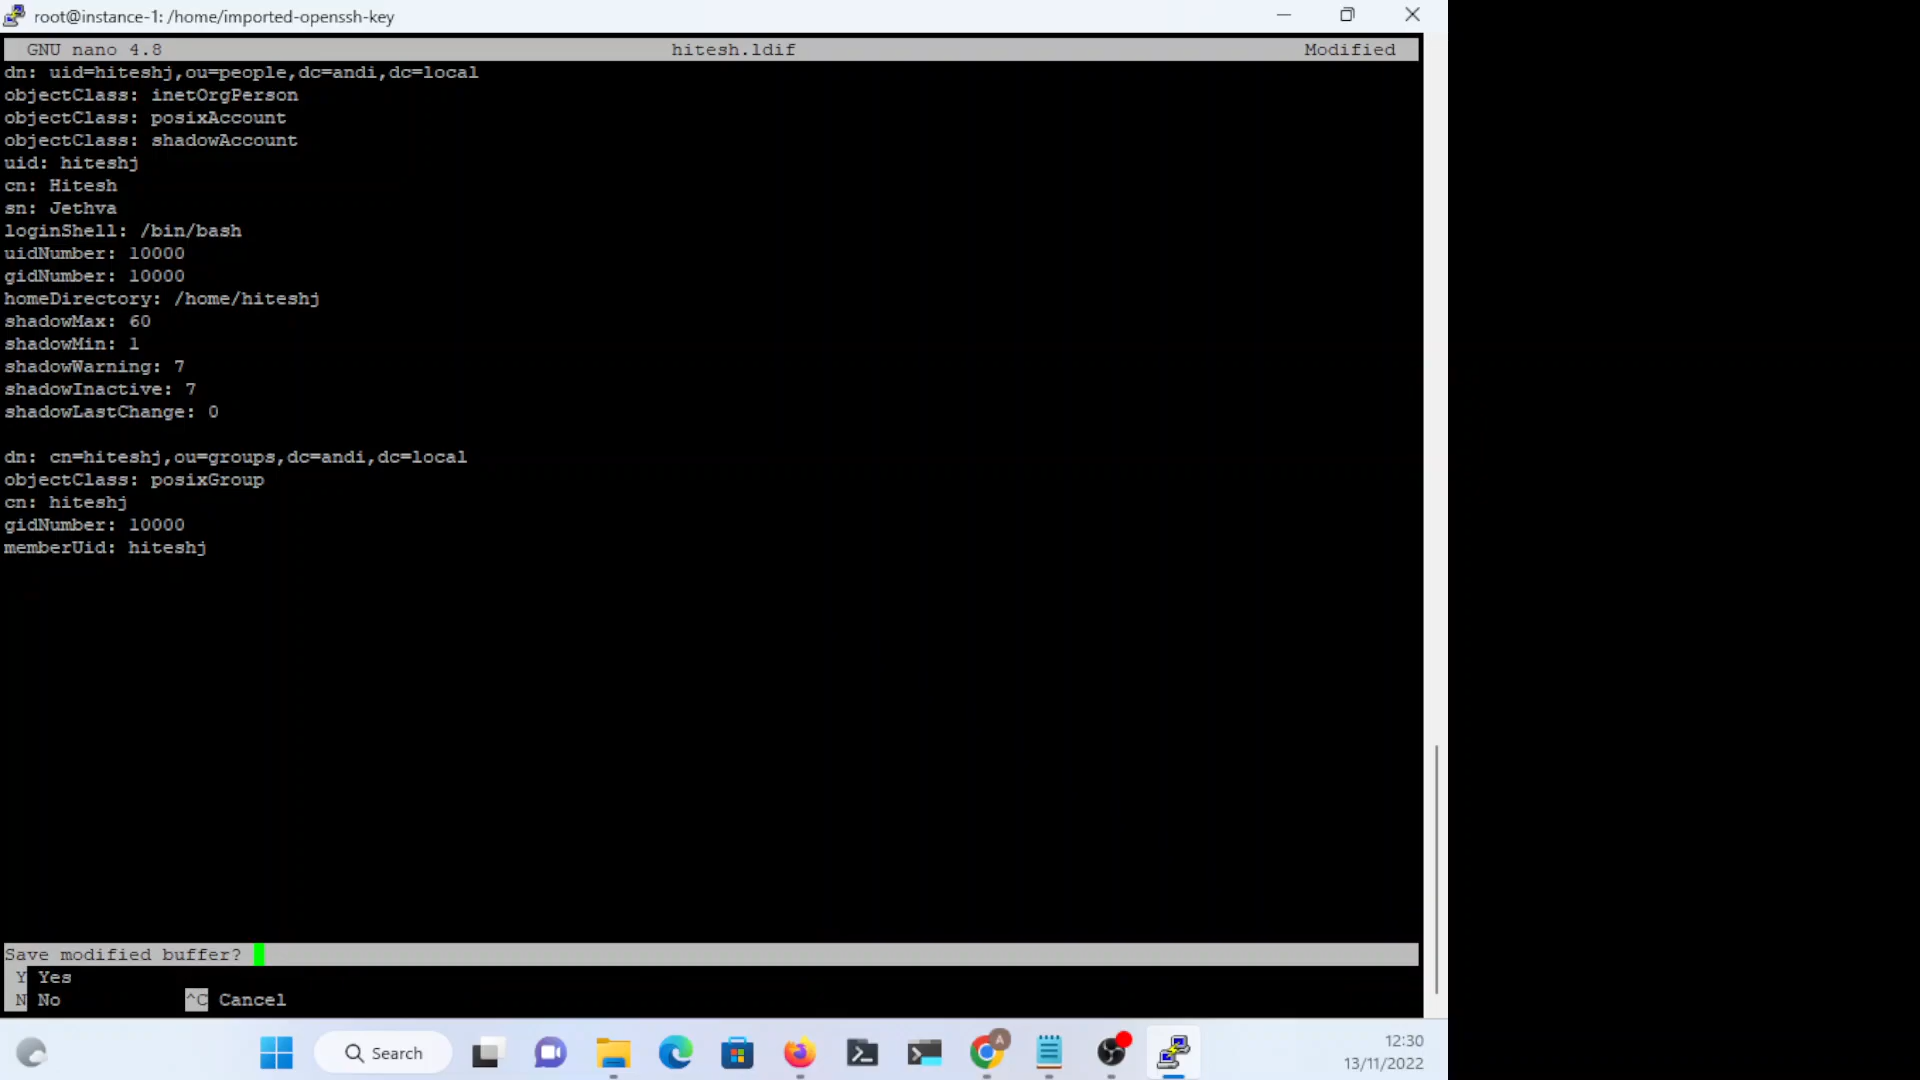 root@instance-1: /home/imported-openssh-key
GNU nano 4.8 hitesh.ldif Modified
dn: uid=hiteshj,ou=people,dc=andi,dc=local
objectClass: inetOrgPerson
objectClass: posixAccount
objectClass: shadowAccount
uid: hiteshj
cn: Hitesh
sn: Jethva
loginShell: /bin/bash
uidNumber: 10000
gidNumber: 10000
homeDirectory: /home/hiteshj
shadowMax: 60
shadowMin: 1
shadowWarning: 7
shadowInactive: 7
shadowLastChange: 0
dn: cn=hiteshj,ou=groups,dc=andi,dc=local
objectClass: posixGroup
cn: hiteshj
gidNumber: 10000
memberUid: hiteshj
Save modified buffer?
Y Yes
N No ^C Cancel
Search
A
12:30
13/11/2022